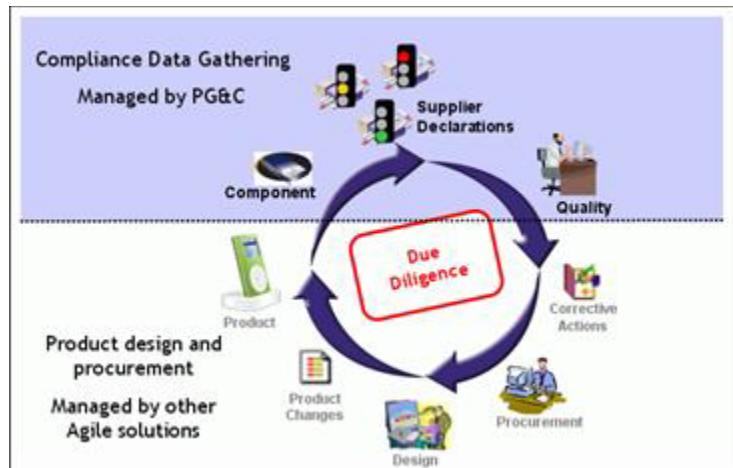 Compliance Data Gathering
Managed by PG&C
Supplier
Declarations
Component
Quality
Due
Diligence
Product
Corrective
Actions
Product design and
procurement
Managed by other
Agile solutions
Product
Changes
Procurement
Design